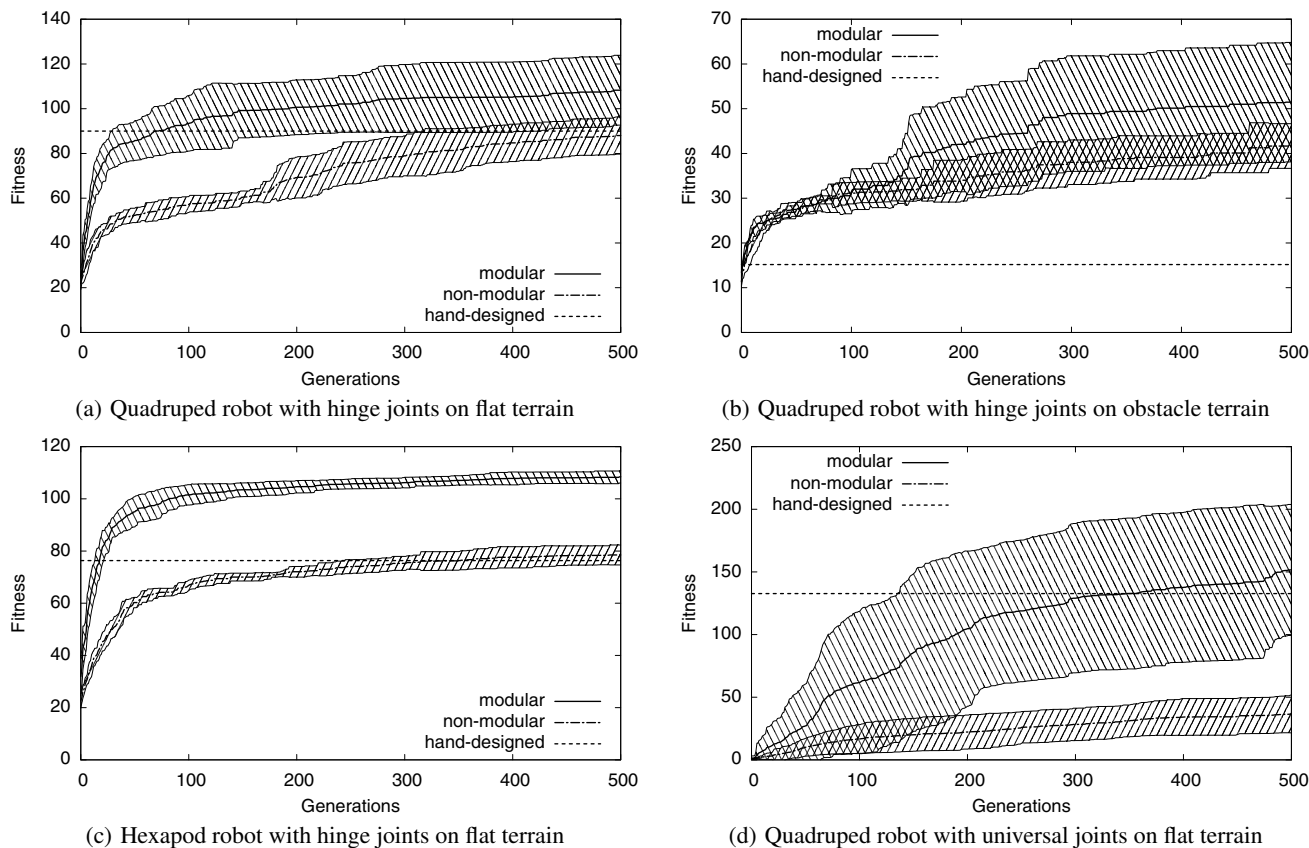 140
120
100
80
60
40
20
0
Fitness
modular
non-modular
hand-designed
0 100 200 300 400 500
Generations
(a) Quadruped robot with hinge joints on flat terrain
70
60
50
40
30
20
10
0
Fitness
modular
non-modular
hand-designed
0 100 200 300 400 500
Generations
(b) Quadruped robot with hinge joints on obstacle terrain
120
100
80
60
40
20
0
Fitness
modular
non-modular
hand-designed
0 100 200 300 400 500
Generations
(c) Hexapod robot with hinge joints on flat terrain
250
200
150
100
50
0
Fitness
modular
non-modular
hand-designed
0 100 200 300 400 500
Generations
(d) Quadruped robot with universal joints on flat terrain